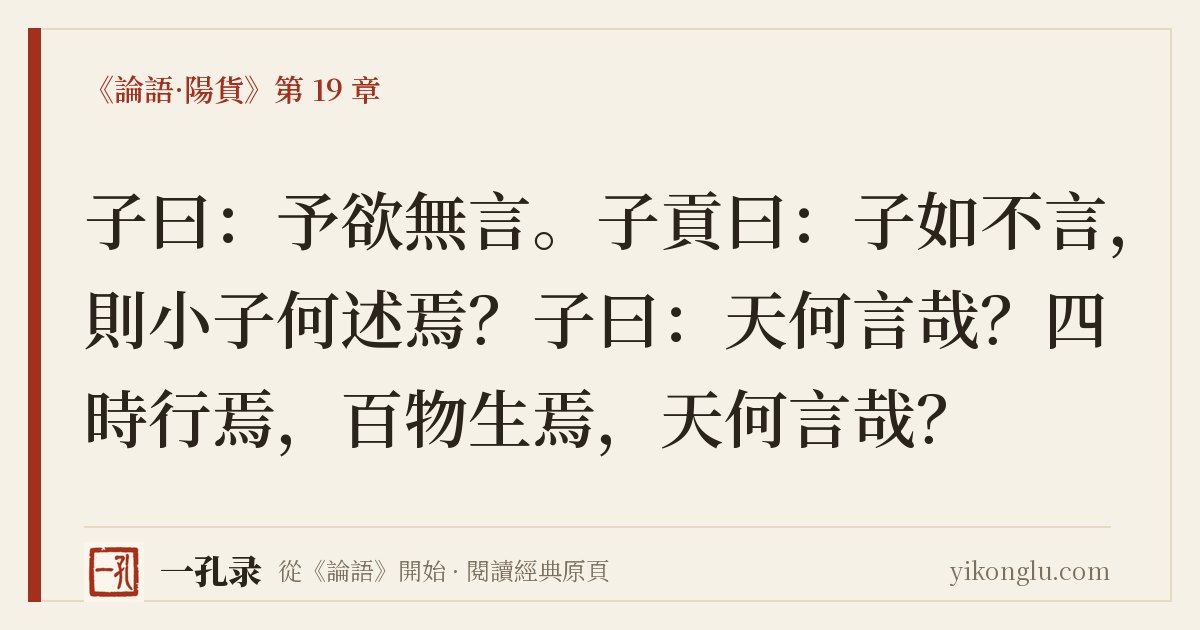 《論語·陽貨》第 19 章
子曰：予欲無言。子貢曰：子如不言，
則小子何述焉？子曰：天何言哉？四
時行焉，百物生焉，天何言哉？
一孔
一孔录 從《論語》開始 · 閱讀經典原頁 yikonglu.com